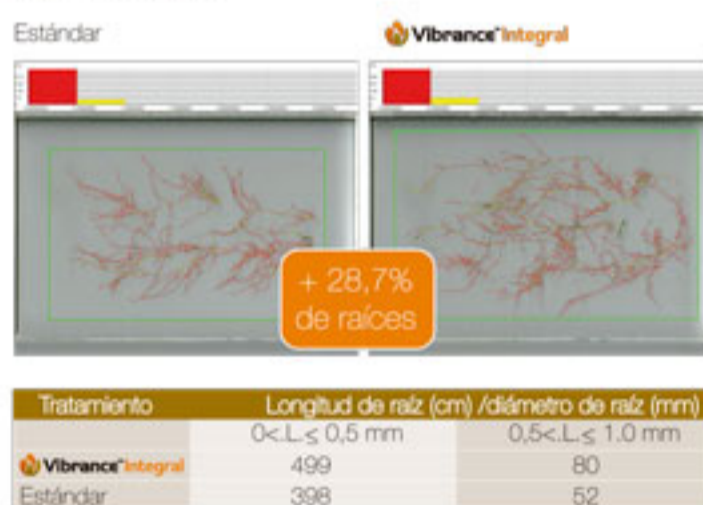 Estándar
Vibrance Integral
+ 28,7%
de raíces
Tratamiento Longitud de raíz (cm) /diámetro de raíz (mm)
0<.L.≤ 0,5 mm 0,5<.L.≤ 1.0 mm
Vibrance Integral 499 80
Estándar 398 52